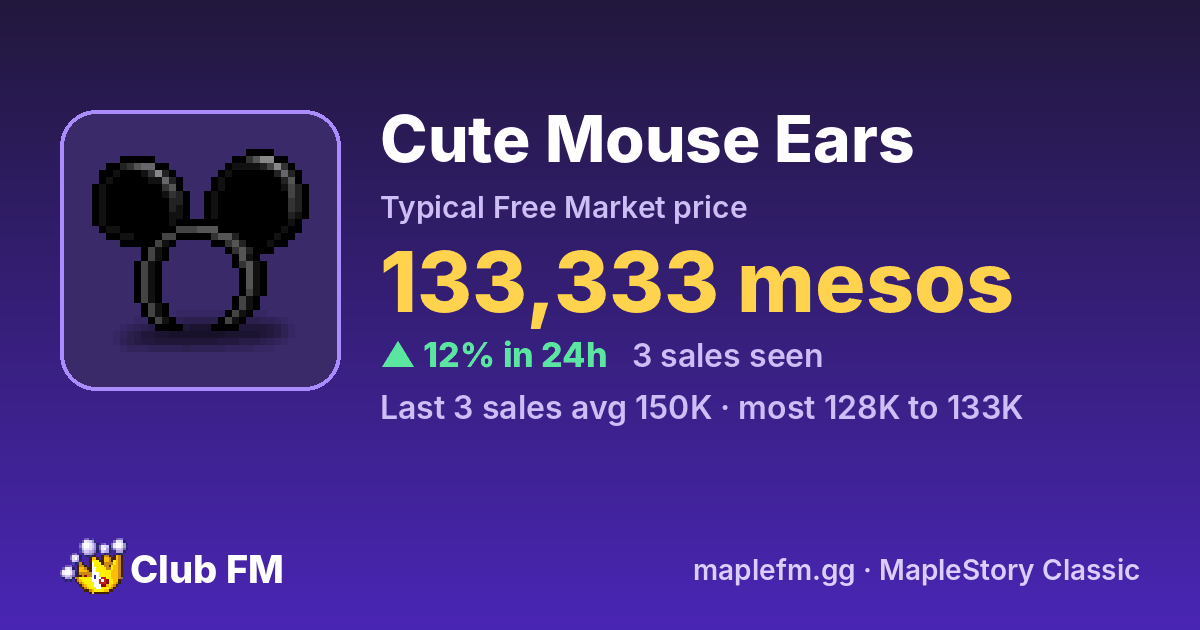 Cute Mouse Ears
Typical Free Market price
133,333 mesos
▲ 12% in 24h 3 sales seen
Last 3 sales avg 150K · most 128K to 133K
Club FM
maplefm.gg · MapleStory Classic